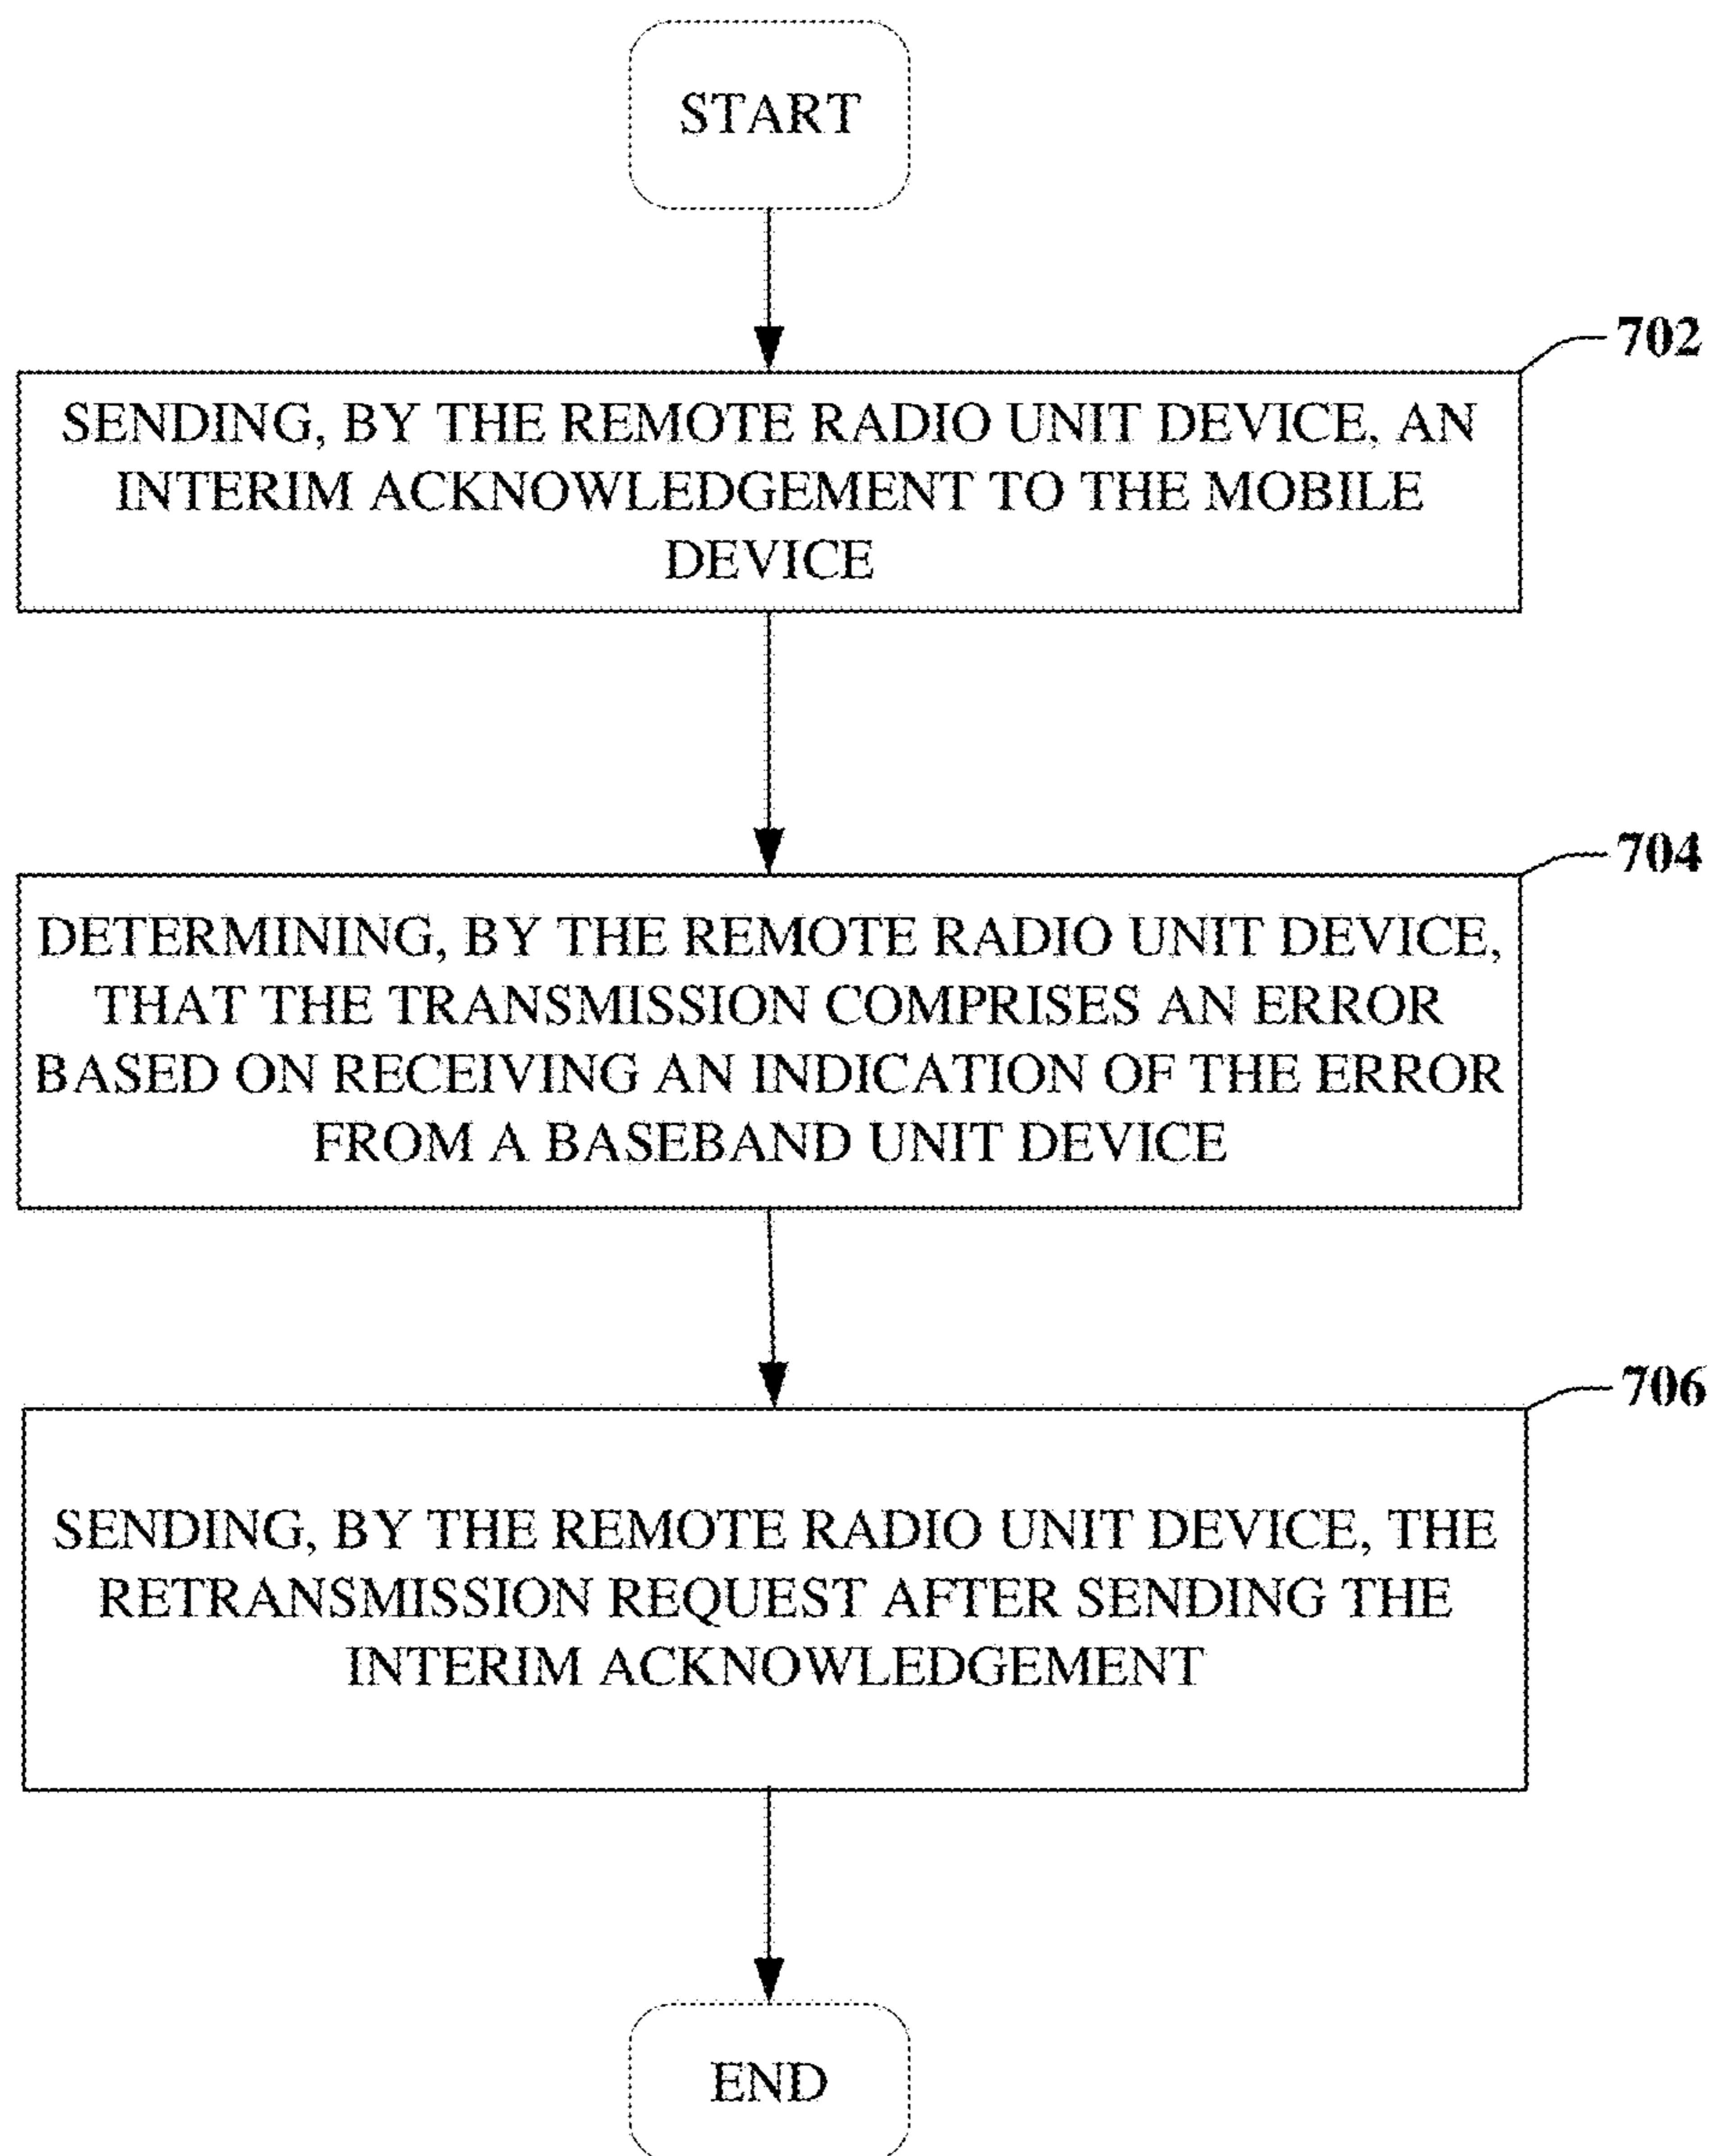 START
702
SENDING, BY THE REMOTE RADIO UNIT DEVICE, AN
INTERIM ACKNOWLEDGEMENT TO THE MOBILE
DEVICE
704
DETERMINING, BY THE REMOTE RADIO UNIT DEVICE,
THAT THE TRANSMISSION COMPRISES AN ERROR
BASED ON RECEIVING AN INDICATION OF THE ERROR
FROM A BASEBAND UNIT DEVICE
706
SENDING, BY THE REMOTE RADIO UNIT DEVICE, THE
RETRANSMISSION REQUEST AFTER SENDING THE
INTERIM ACKNOWLEDGEMENT
END